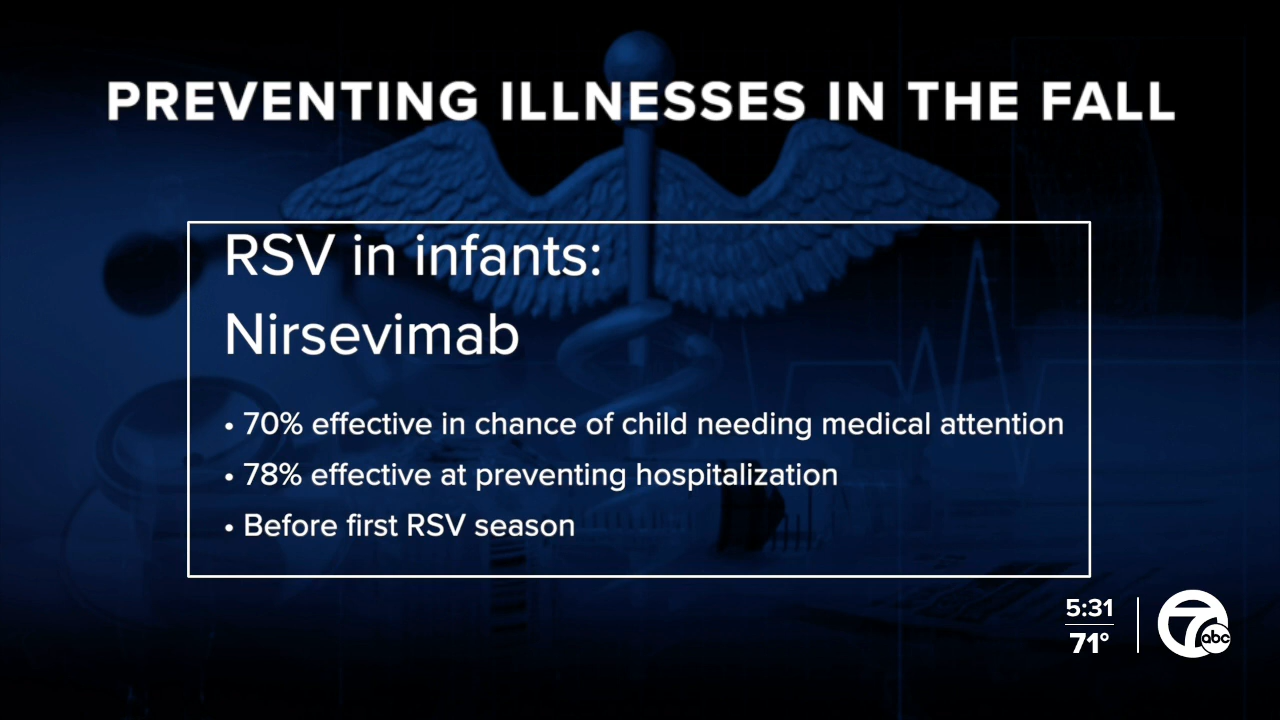 PREVENTING ILLNESSES IN THE FALL
RSV in infants:
Nirsevimab
• 70% effective in chance of child needing medical attention
• 78% effective at preventing hospitalization
• Before first RSV season
5:31
71°
7
abc